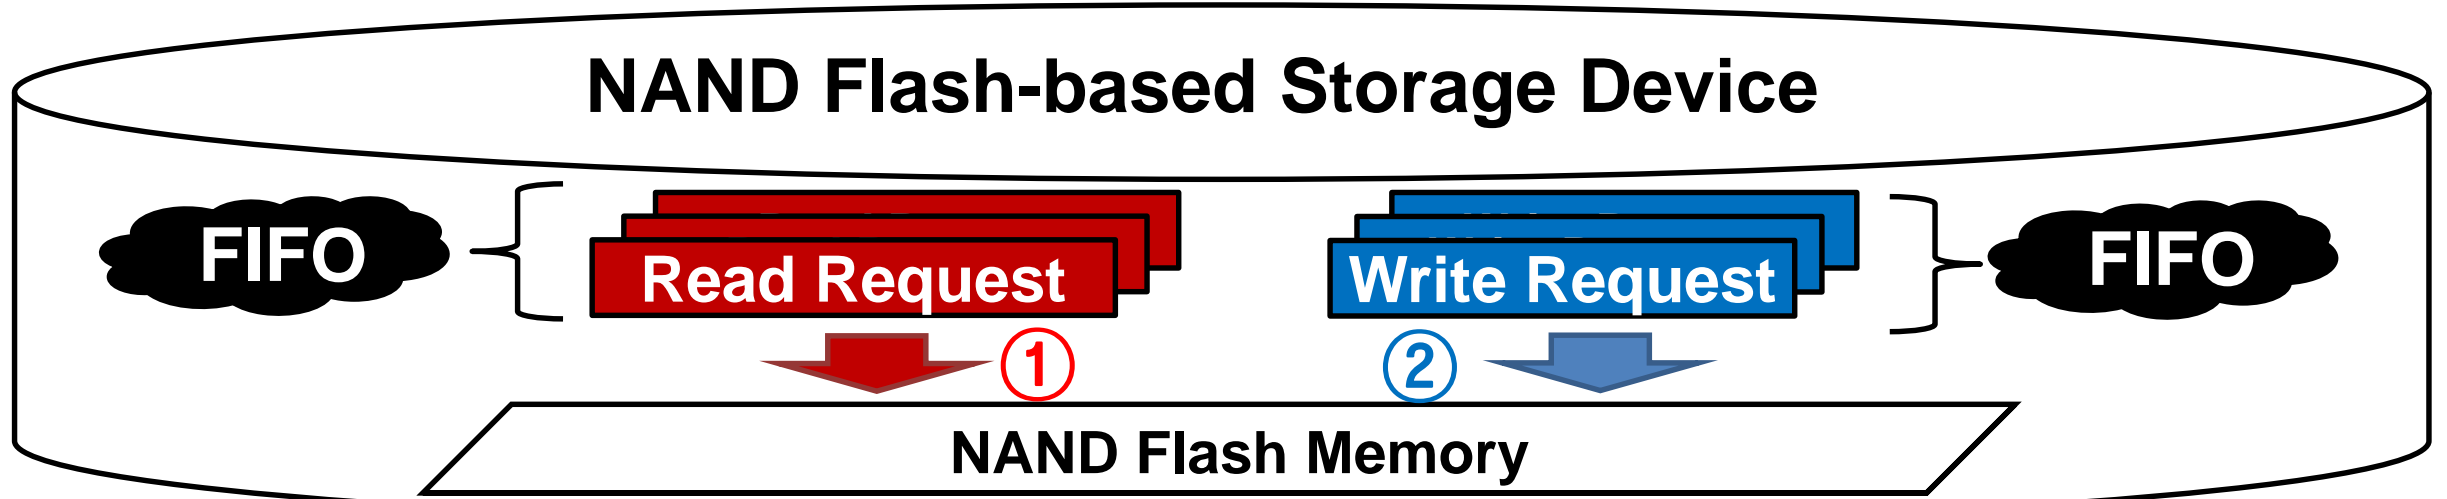 NAND Flash-based Storage Device
FIFO
Read Request
Write Request
FIFO
①
②
NAND Flash Memory